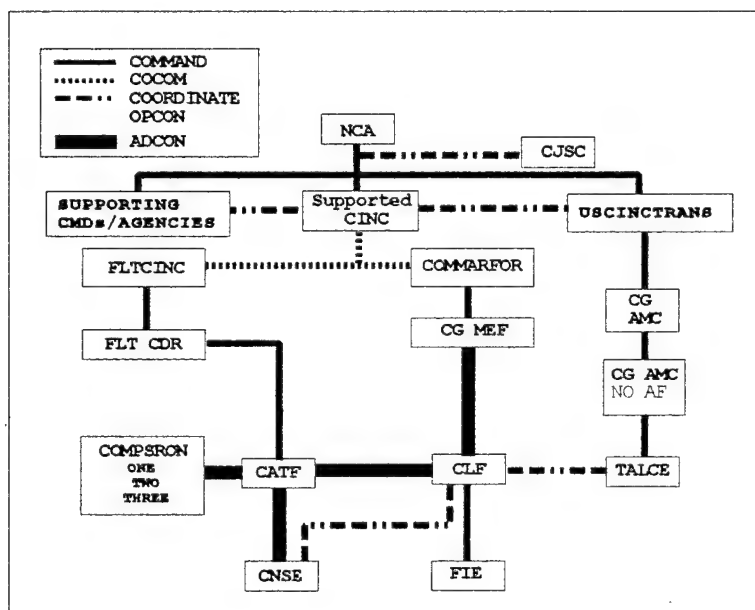 COMMAND
COCOM
COORDINATE
OPCON
ADCON
NCA
CJSC
SUPPORTING
CMDs/AGENCIES
Supported
CINC
USCINCTRANS
FLTCINC
COMMARFOR
CG
AMC
FLT CDR
CG MEF
CG AMC
NO AF
COMPSRON
ONE
TWO
THREE
CATF
CLF
TALCE
CNSE
FIE